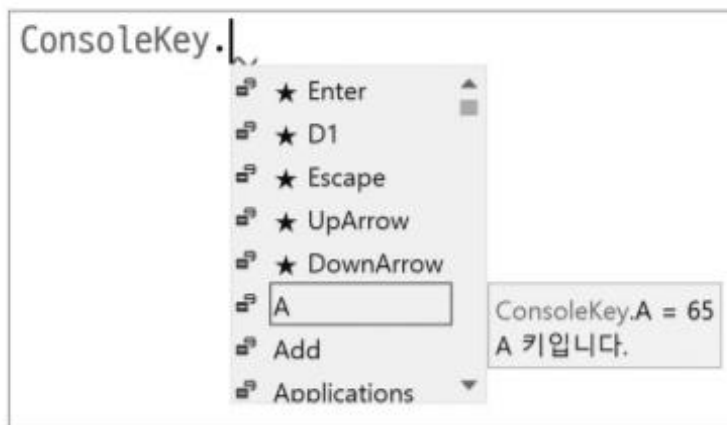 ConsoleKey.
★ Enter
★ D1
★ Escape
★ UpArrow
★ DownArrow
A
ConsoleKey.A = 65
A 키입니다.
Add
Applications